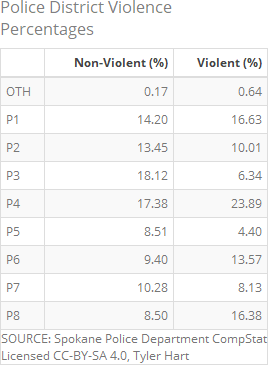 Police District Violence
Percentages
Non-Violent (%) Violent (%)
OTH 0.17 0.64
P1 14.20 16.63
P2 13.45 10.01
P3 18.12 6.34
P4 17.38 23.89
P5 8.51 4.40
P6 9.40 13.57
P7 10.28 8.13
P8 8.50 16.38
SOURCE: Spokane Police Department CompStat
Licensed CC-BY-SA 4.0, Tyler Hart